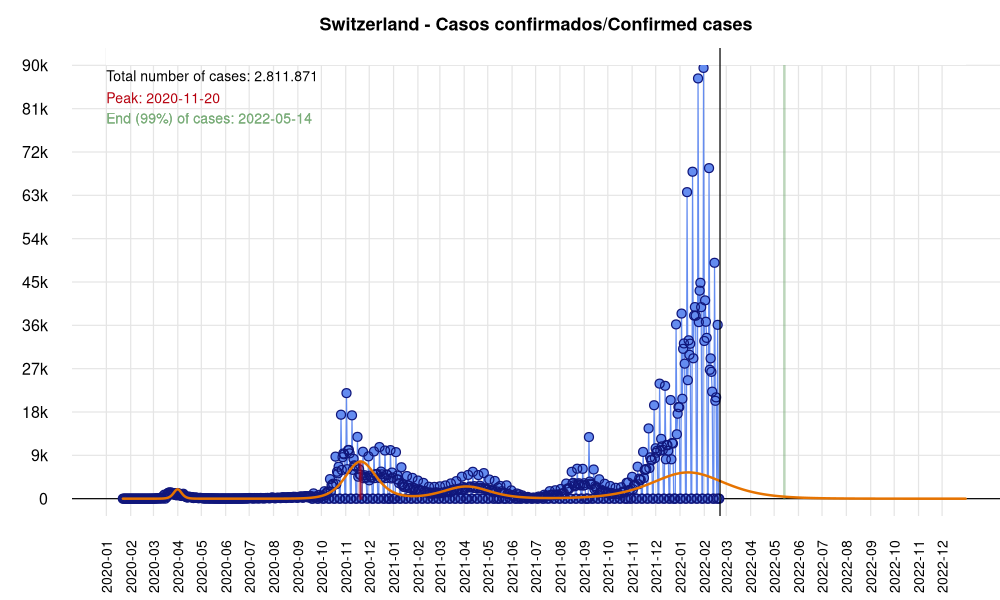 Switzerland - Casos confirmados/Confirmed cases
90k
Total number of cases: 2.811.871
Peak: 2020-11-20
81k
End (99%) of cases: 2022-05-14
72k
63k
54k
45k
36k
27k
18k
9k
0
2020-01
2020-02
2020-03
2020-04
2020-05
2020-06
2020-07
2020-08
2020-09
2020-10
2020-11
2020-12
2021-01
2021-02
2021-03
2021-04
2021-05
2021-06
2021-07
2021-08
2021-09
2021-10
2021-11
2021-12
2022-01
2022-02
2022-03
2022-04
2022-05
2022-06
2022-07
2022-08
2022-09
2022-10
2022-11
2022-12